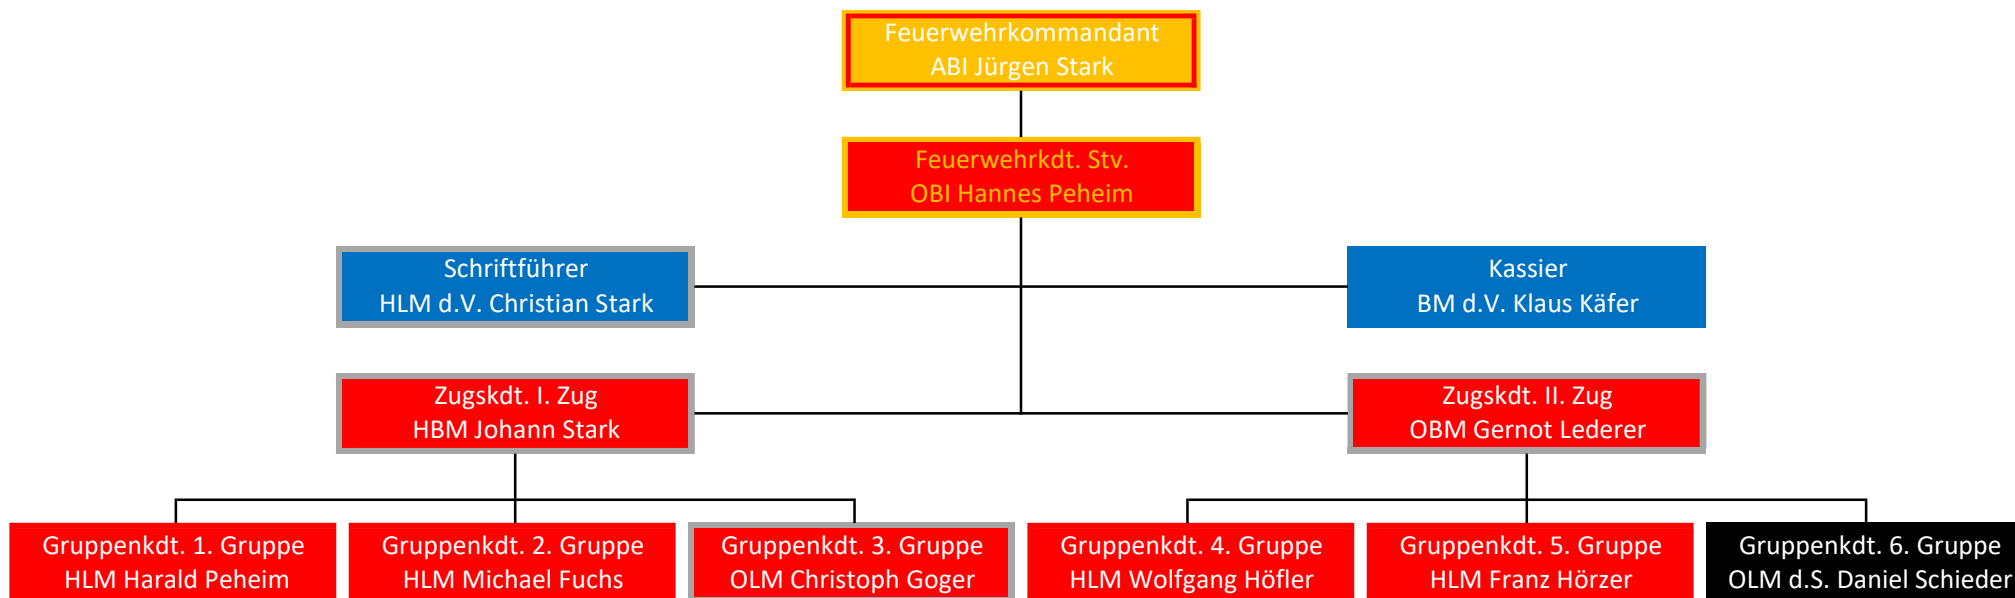 Feuerwehrkommandant
ABI Jürgen Stark
Feuerwehrkdt. Stv.
OBI Hannes Peheim
Schriftführer
HLM d.V. Christian Stark
Kassier
BM d.V. Klaus Käfer
Zugskdt. I. Zug
HBM Johann Stark
Zugskdt. II. Zug
OBM Gernot Lederer
Gruppenkdt. 1. Gruppe
HLM Harald Peheim
Gruppenkdt. 2. Gruppe
HLM Michael Fuchs
Gruppenkdt. 3. Gruppe
OLM Christoph Goger
Gruppenkdt. 4. Gruppe
HLM Wolfgang Höfler
Gruppenkdt. 5. Gruppe
HLM Franz Hörzer
Gruppenkdt. 6. Gruppe
OLM d.S. Daniel Schieder